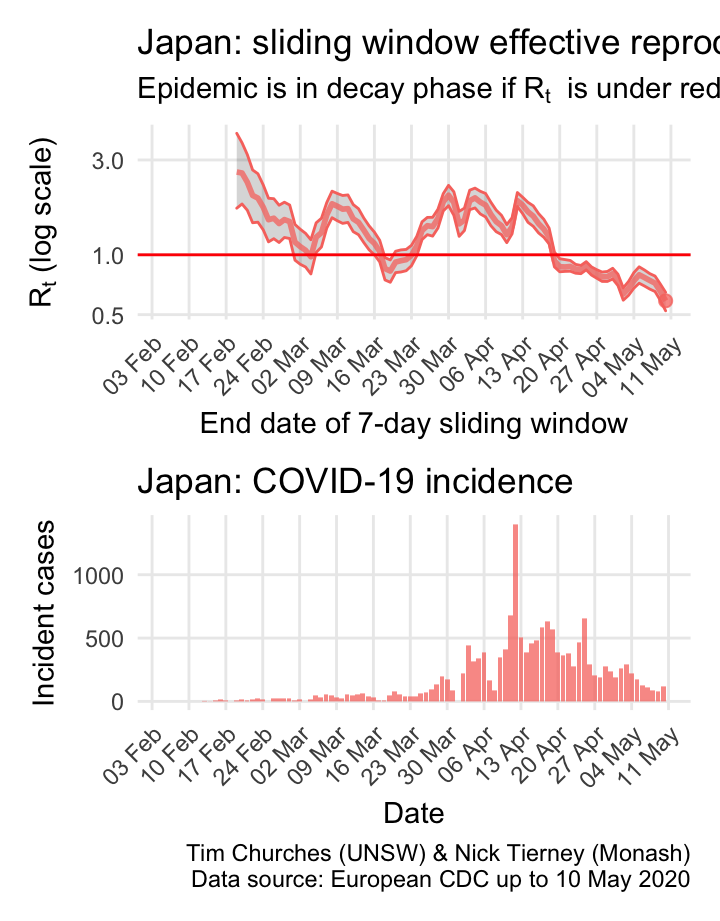 Japan: sliding window effective reproc
Epidemic is in decay phase if Rt is under red
Rt (log scale)
3.0
1.0
0.5
03 Feb
10 Feb
17 Feb
24 Feb
02 Mar
09 Mar
16 Mar
23 Mar
30 Mar
06 Apr
13 Apr
20 Apr
27 Apr
04 May
11 May
End date of 7-day sliding window
Japan: COVID-19 incidence
Incident cases
1000
500
0
03 Feb
10 Feb
17 Feb
24 Feb
02 Mar
09 Mar
16 Mar
23 Mar
30 Mar
06 Apr
13 Apr
20 Apr
27 Apr
04 May
11 May
Date
Tim Churches (UNSW) & Nick Tierney (Monash)
Data source: European CDC up to 10 May 2020